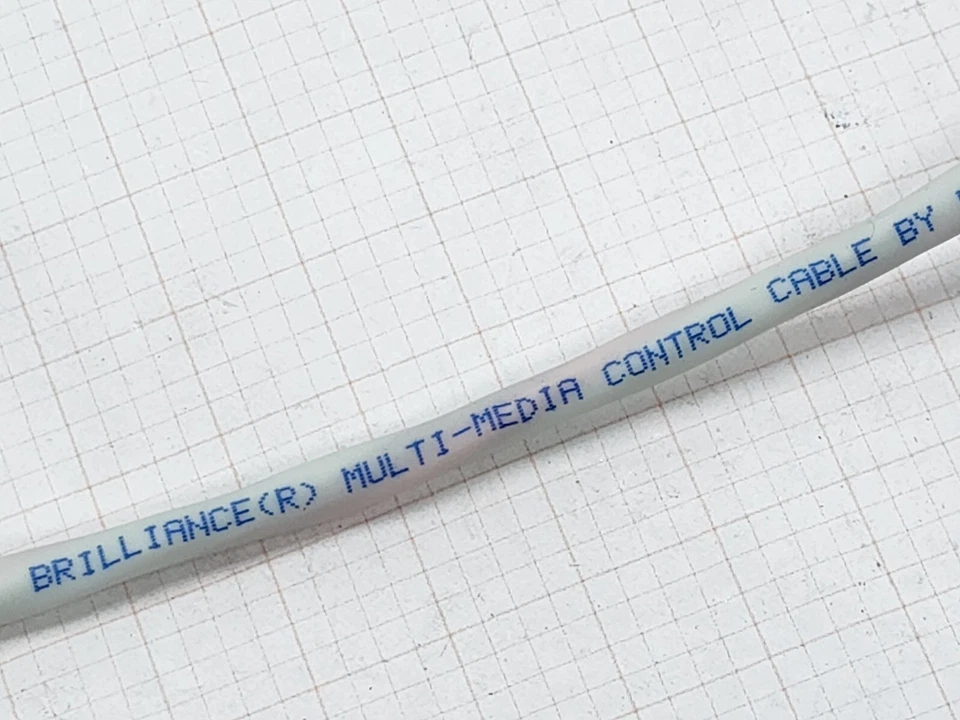 BRILLIANCE(R) MULTI-MEDIA CONTROL CABLE BY